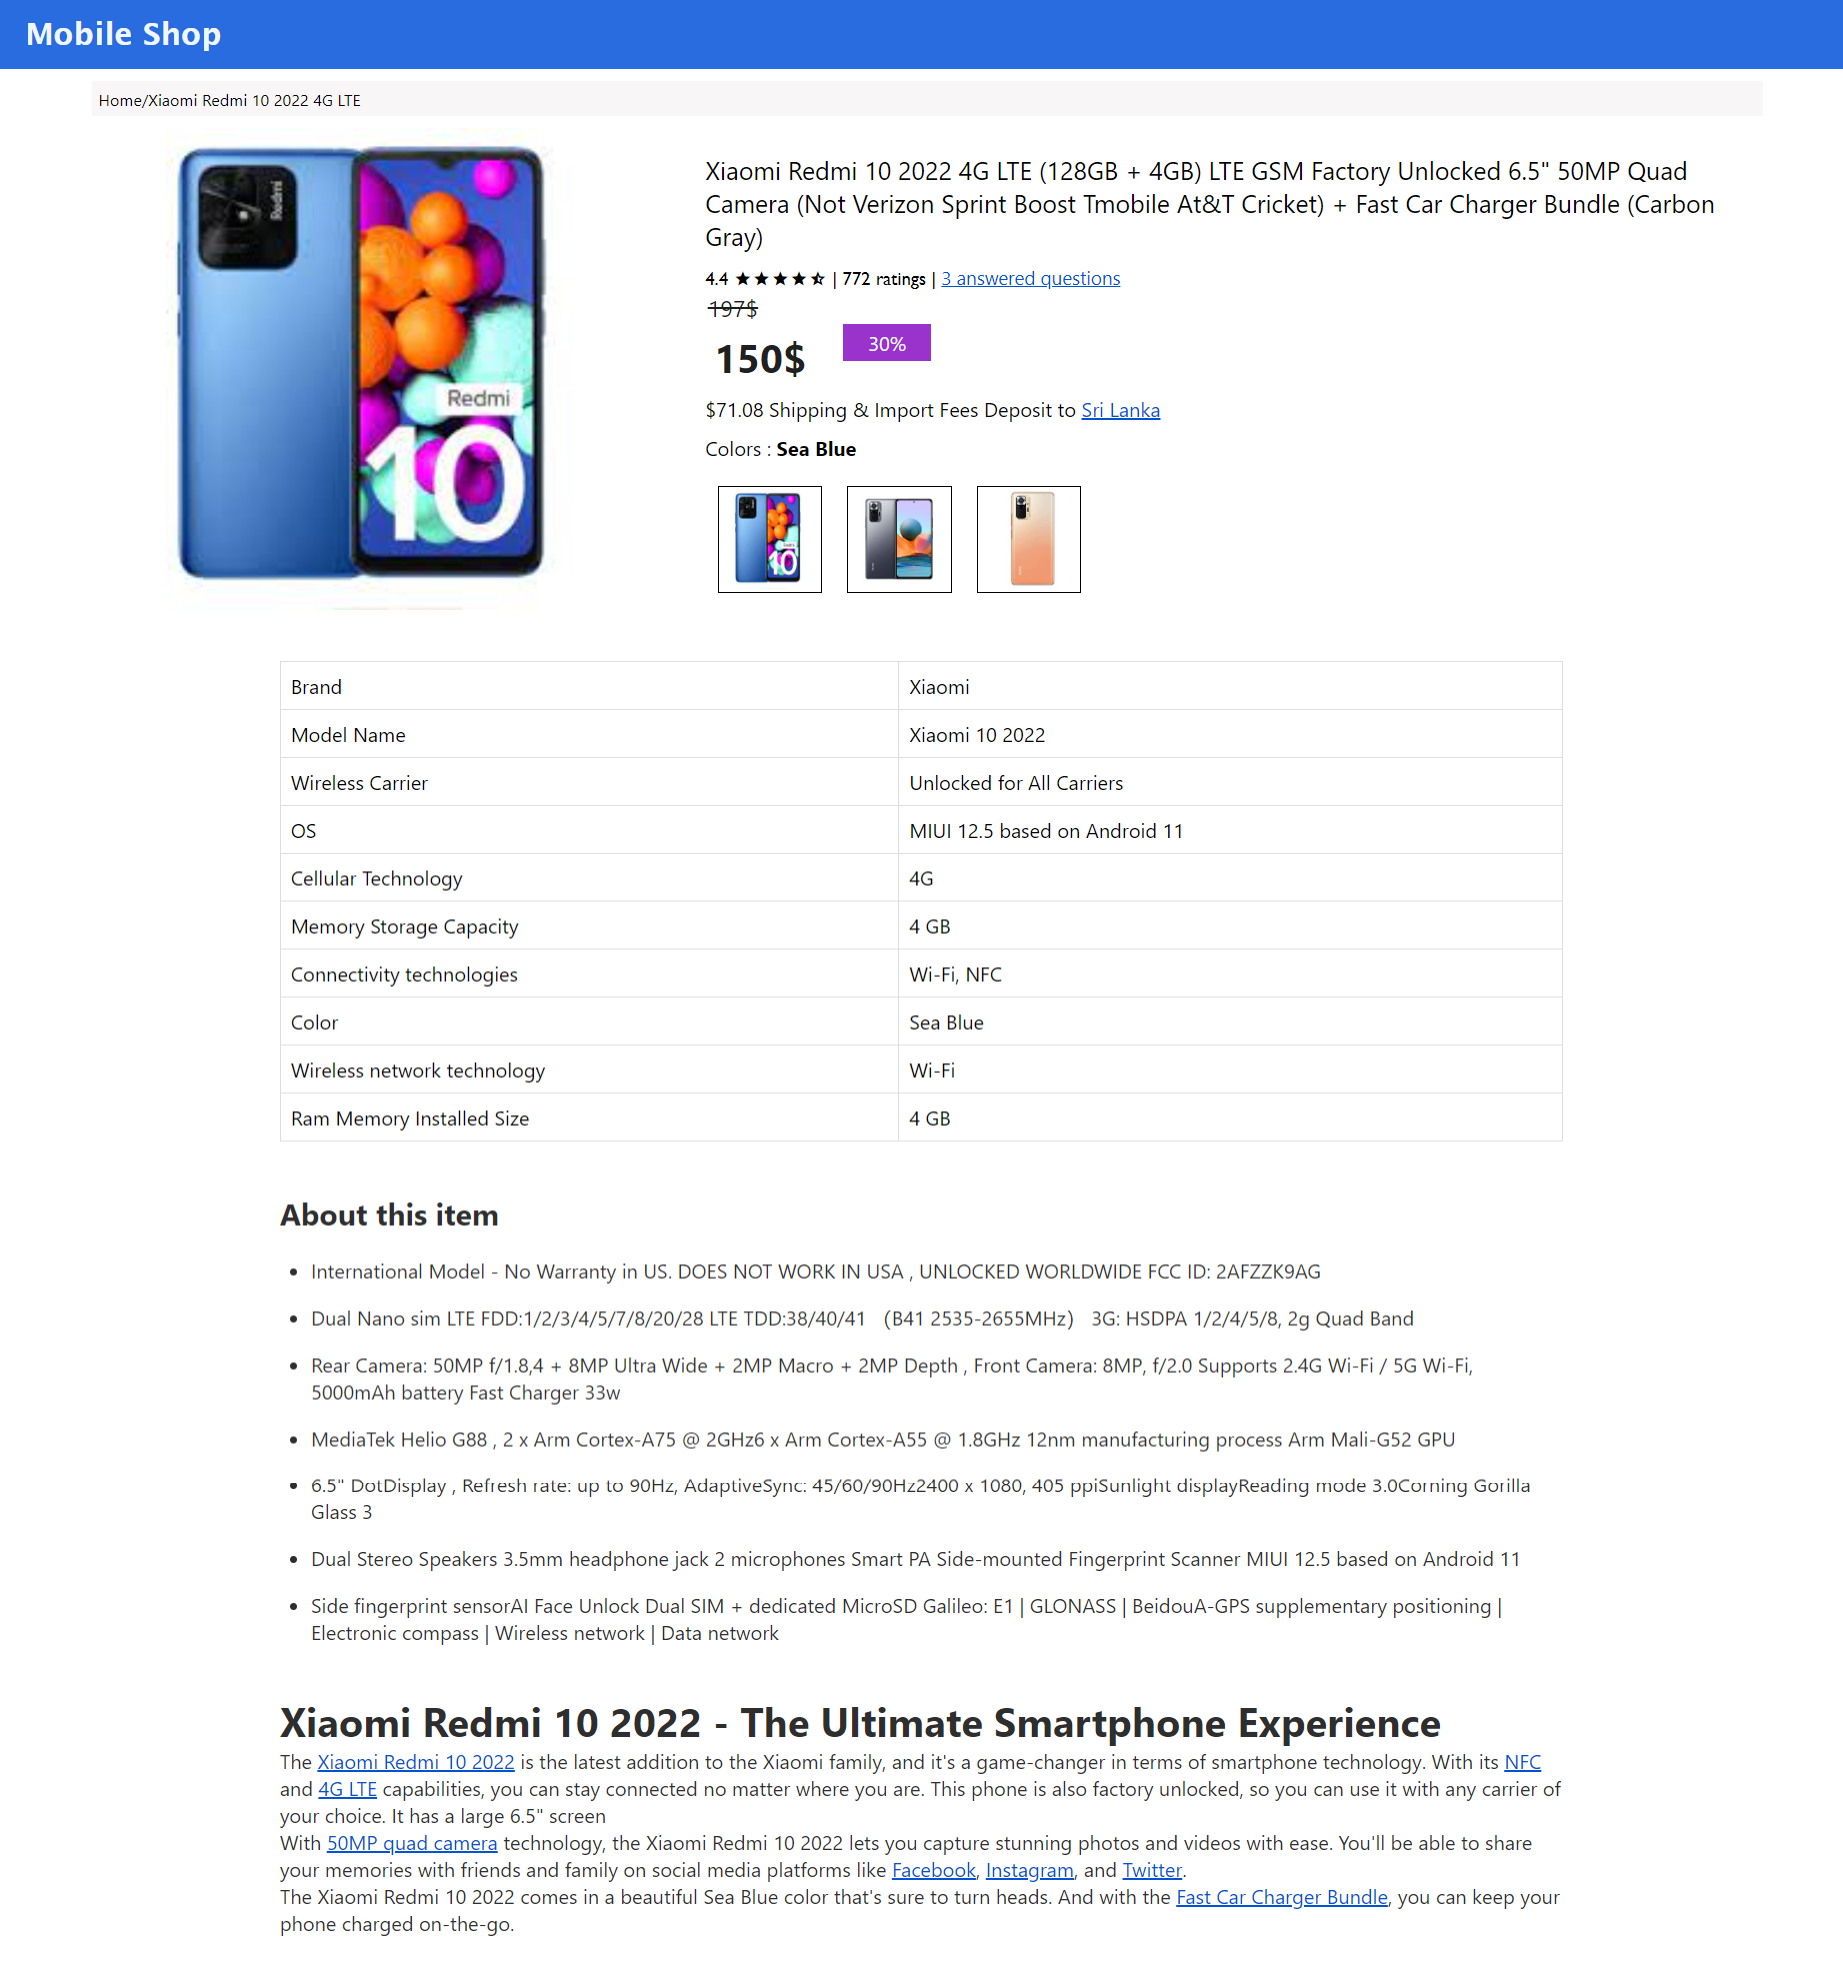 Mobile Shop
Home/Xiaomi Redmi 10 2022 4G LTE
Redmi
Redmi
10
Xiaomi Redmi 10 2022 4G LTE (128GB + 4GB) LTE GSM Factory Unlocked 6.5" 50MP Quad
Camera (Not Verizon Sprint Boost Tmobile At&T Cricket) + Fast Car Charger Bundle (Carbon
Gray)
4.4 ★★★★⯪ | 772 ratings | 3 answered questions
197$
150$ 30%
$71.08 Shipping & Import Fees Deposit to Sri Lanka
Colors : Sea Blue
10
Brand Xiaomi
Model Name Xiaomi 10 2022
Wireless Carrier Unlocked for All Carriers
OS MIUI 12.5 based on Android 11
Cellular Technology 4G
Memory Storage Capacity 4 GB
Connectivity technologies Wi-Fi, NFC
Color Sea Blue
Wireless network technology Wi-Fi
Ram Memory Installed Size 4 GB
About this item
• International Model - No Warranty in US. DOES NOT WORK IN USA , UNLOCKED WORLDWIDE FCC ID: 2AFZZK9AG
• Dual Nano sim LTE FDD:1/2/3/4/5/7/8/20/28 LTE TDD:38/40/41 （B41 2535-2655MHz） 3G: HSDPA 1/2/4/5/8, 2g Quad Band
• Rear Camera: 50MP f/1.8,4 + 8MP Ultra Wide + 2MP Macro + 2MP Depth , Front Camera: 8MP, f/2.0 Supports 2.4G Wi-Fi / 5G Wi-Fi,
5000mAh battery Fast Charger 33w
• MediaTek Helio G88 , 2 x Arm Cortex-A75 @ 2GHz6 x Arm Cortex-A55 @ 1.8GHz 12nm manufacturing process Arm Mali-G52 GPU
• 6.5" DotDisplay , Refresh rate: up to 90Hz, AdaptiveSync: 45/60/90Hz2400 x 1080, 405 ppiSunlight displayReading mode 3.0Corning Gorilla
Glass 3
• Dual Stereo Speakers 3.5mm headphone jack 2 microphones Smart PA Side-mounted Fingerprint Scanner MIUI 12.5 based on Android 11
• Side fingerprint sensorAI Face Unlock Dual SIM + dedicated MicroSD Galileo: E1 | GLONASS | BeidouA-GPS supplementary positioning |
Electronic compass | Wireless network | Data network
Xiaomi Redmi 10 2022 - The Ultimate Smartphone Experience
The Xiaomi Redmi 10 2022 is the latest addition to the Xiaomi family, and it's a game-changer in terms of smartphone technology. With its NFC
and 4G LTE capabilities, you can stay connected no matter where you are. This phone is also factory unlocked, so you can use it with any carrier of
your choice. It has a large 6.5" screen
With 50MP quad camera technology, the Xiaomi Redmi 10 2022 lets you capture stunning photos and videos with ease. You'll be able to share
your memories with friends and family on social media platforms like Facebook, Instagram, and Twitter.
The Xiaomi Redmi 10 2022 comes in a beautiful Sea Blue color that's sure to turn heads. And with the Fast Car Charger Bundle, you can keep your
phone charged on-the-go.